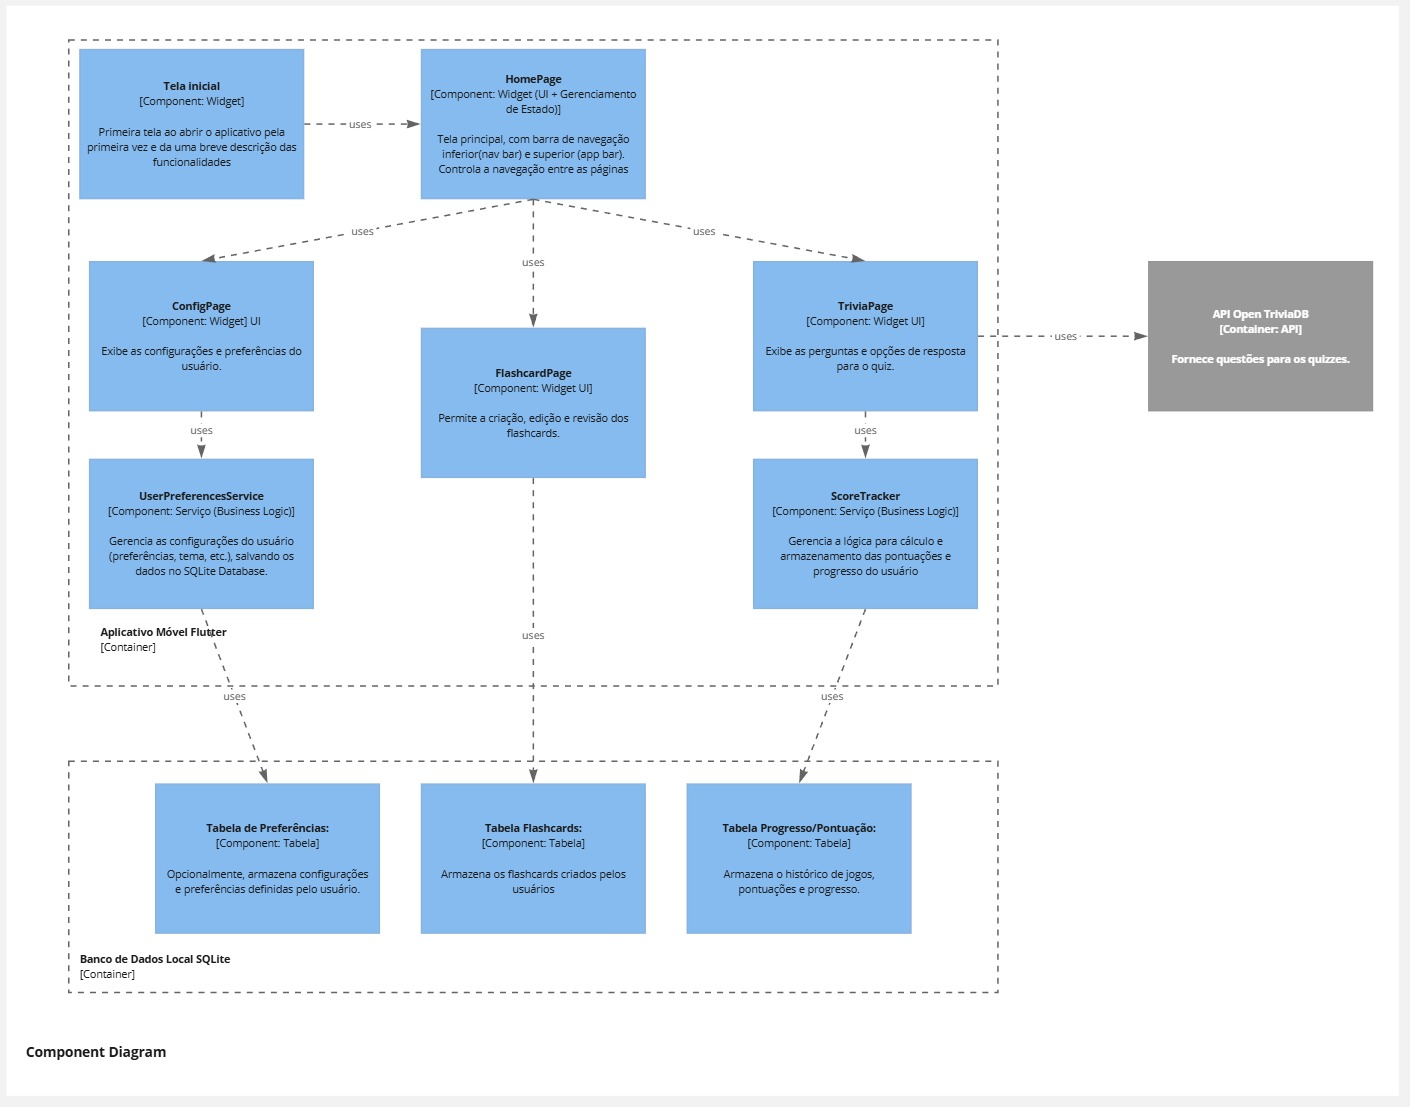 Tela inicial
[Component: Widget]
Primeira tela ao abrir o aplicativo pela
primeira vez e da uma breve descrição das
funcionalidades
uses
HomePage
[Component: Widget (UI + Gerenciamento
de Estado)]
Tela principal, com barra de navegação
inferior(nav bar) e superior (app bar).
Controla a navegação entre as páginas
uses
uses
uses
ConfigPage
[Component: Widget] UI
Exibe as configurações e preferências do
usuário.
FlashcardPage
[Component: Widget UI]
Permite a criação, edição e revisão dos
flashcards.
TriviaPage
[Component: Widget UI]
Exibe as perguntas e opções de resposta
para o quiz.
uses
API Open TriviaDB
[Container: API]
Fornece questões para os quizzes.
uses
uses
UserPreferencesService
[Component: Serviço (Business Logic)]
Gerencia as configurações do usuário
(preferências, tema, etc.), salvando os
dados no SQLite Database.
ScoreTracker
[Component: Serviço (Business Logic)]
Gerencia a lógica para cálculo e
armazenamento das pontuações e
progresso do usuário
Aplicativo Móvel Flutter
[Container]
uses
uses
uses
Tabela de Preferências:
[Component: Tabela]
Opcionalmente, armazena configurações
e preferências definidas pelo usuário.
Tabela Flashcards:
[Component: Tabela]
Armazena os flashcards criados pelos
usuários
Tabela Progresso/Pontuação:
[Component: Tabela]
Armazena o histórico de jogos,
pontuações e progresso.
Banco de Dados Local SQLite
[Container]
Component Diagram